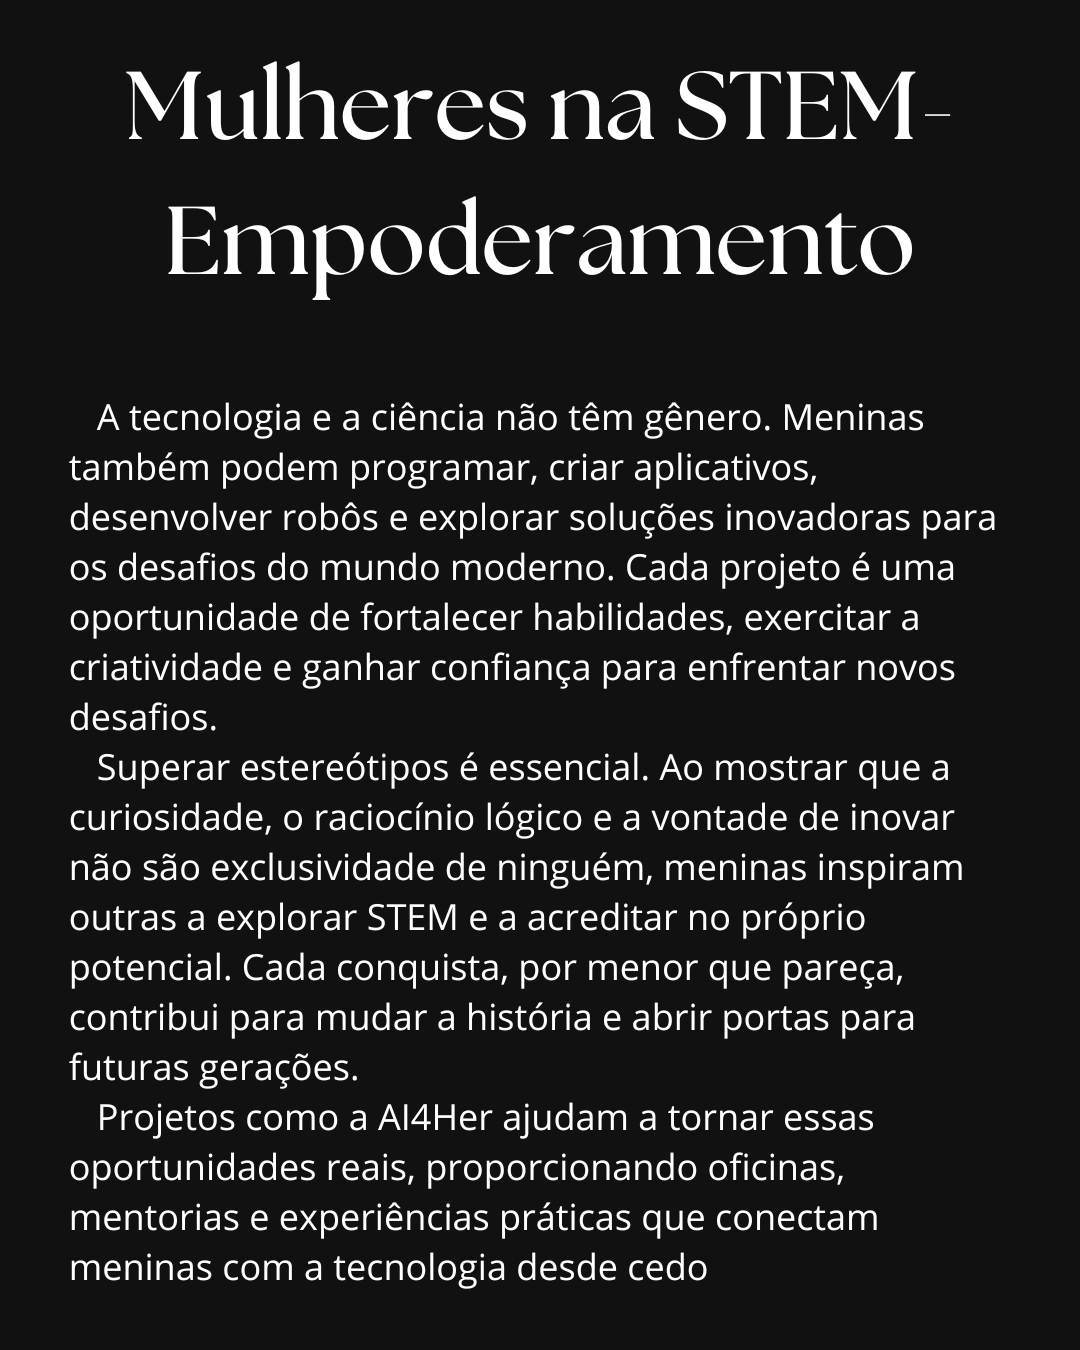 Mulheres na STEM-
Empoderamento
A tecnologia e a ciência não têm gênero. Meninas
também podem programar, criar aplicativos,
desenvolver robôs e explorar soluções inovadoras para
os desafios do mundo moderno. Cada projeto é uma
oportunidade de fortalecer habilidades, exercitar a
criatividade e ganhar confiança para enfrentar novos
desafios.
Superar estereótipos é essencial. Ao mostrar que a
curiosidade, o raciocínio lógico e a vontade de inovar
não são exclusividade de ninguém, meninas inspiram
outras a explorar STEM e a acreditar no próprio
potencial. Cada conquista, por menor que pareça,
contribui para mudar a história e abrir portas para
futuras gerações.
Projetos como a AI4Her ajudam a tornar essas
oportunidades reais, proporcionando oficinas,
mentorias e experiências práticas que conectam
meninas com a tecnologia desde cedo